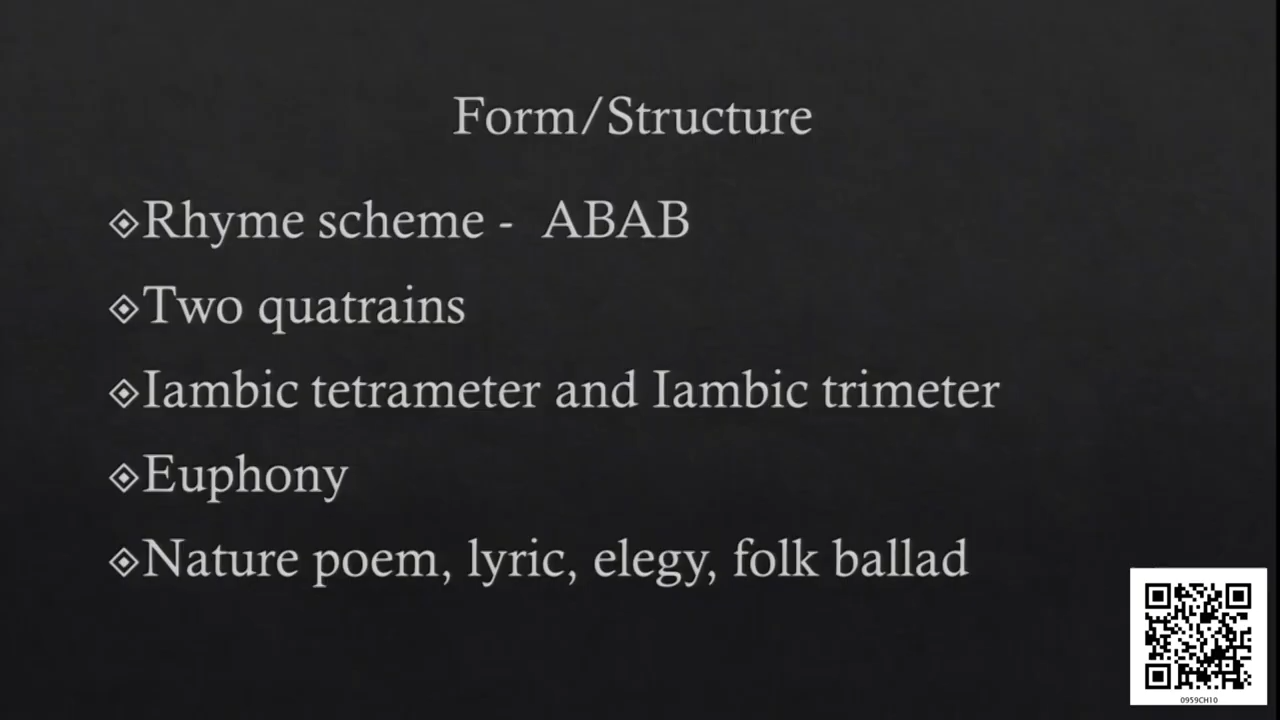 Form/Structure
Rhyme scheme - ABAB
Two quatrains
Iambic tetrameter and Iambic trimeter
Euphony
Nature poem, lyric, elegy, folk ballad
0959CH10